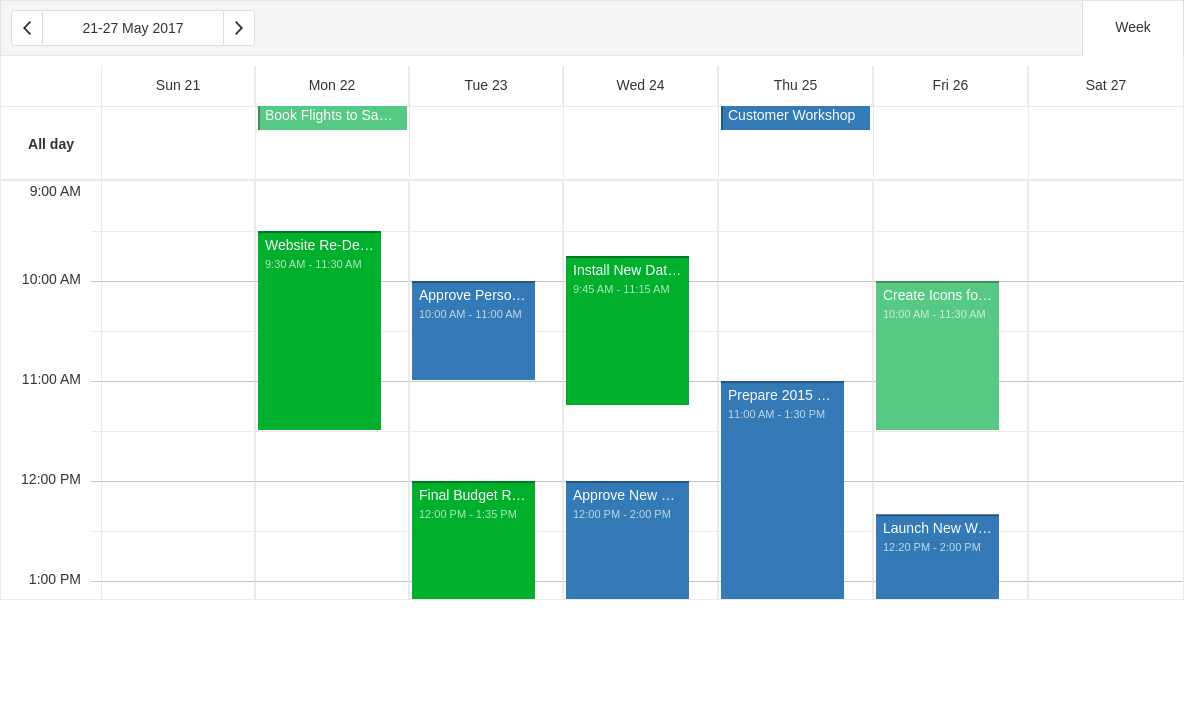 21-27 May 2017
Week
Sun 21
Mon 22
Tue 23
Wed 24
Thu 25
Fri 26
Sat 27
All day
Book Flights to Sa…
Customer Workshop
9:00 AM
10:00 AM
11:00 AM
12:00 PM
1:00 PM
Website Re-De…
9:30 AM - 11:30 AM
Approve Perso…
10:00 AM - 11:00 AM
Final Budget R…
12:00 PM - 1:35 PM
Install New Dat…
9:45 AM - 11:15 AM
Approve New …
12:00 PM - 2:00 PM
Prepare 2015 …
11:00 AM - 1:30 PM
Create Icons fo…
10:00 AM - 11:30 AM
Launch New W…
12:20 PM - 2:00 PM